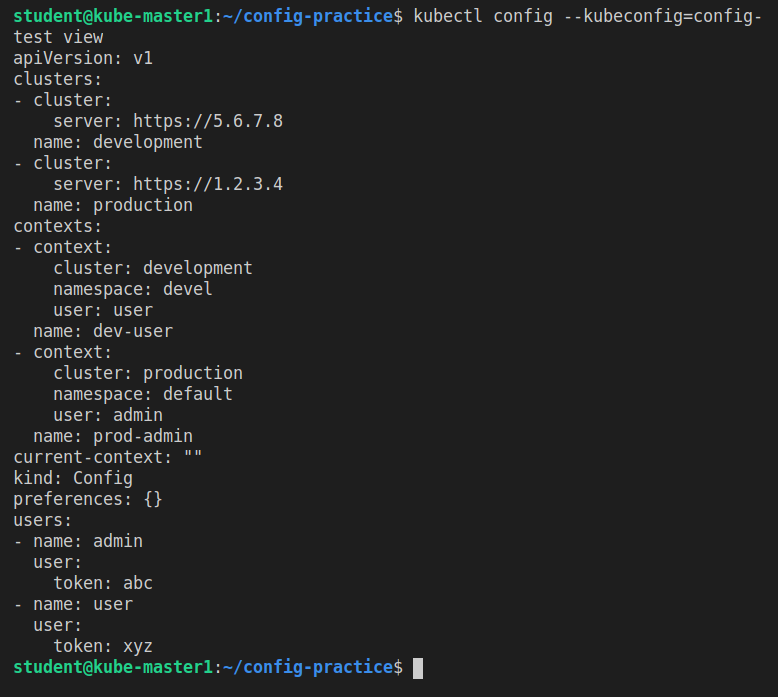 student@kube-master1:~/config-practice$ kubectl config --kubeconfig=config-
test view
apiVersion: v1
clusters:
- cluster:
    server: https://5.6.7.8
  name: development
- cluster:
    server: https://1.2.3.4
  name: production
contexts:
- context:
    cluster: development
    namespace: devel
    user: user
  name: dev-user
- context:
    cluster: production
    namespace: default
    user: admin
  name: prod-admin
current-context: ""
kind: Config
preferences: {}
users:
- name: admin
  user:
    token: abc
- name: user
  user:
    token: xyz
student@kube-master1:~/config-practice$